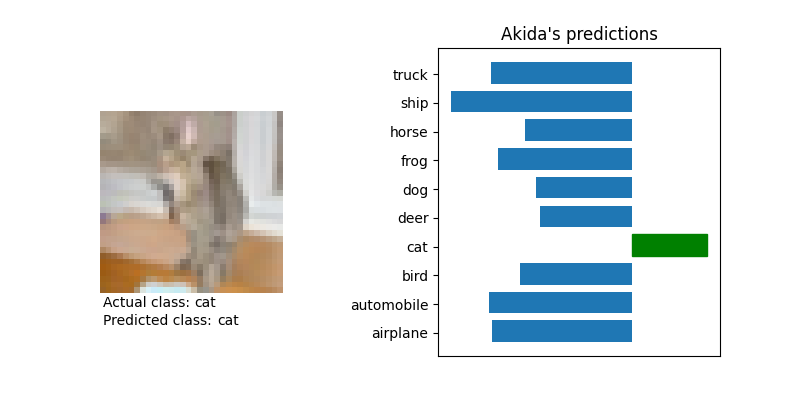 Akida's predictions
truck
ship
horse
frog
dog
deer
cat
bird
automobile
airplane
Actual class: cat
Predicted class: cat